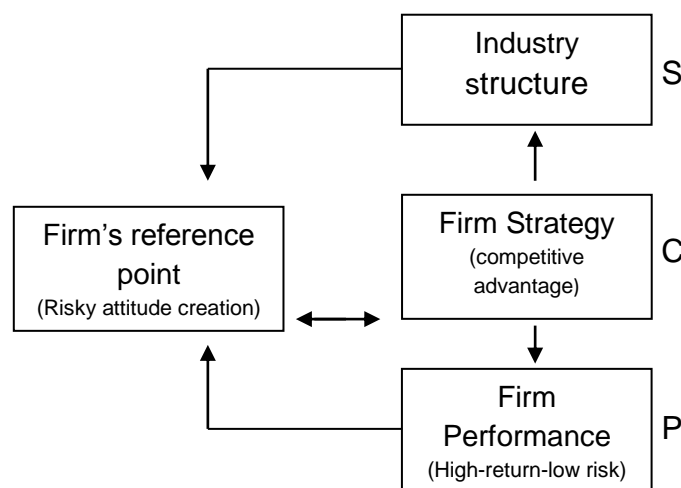 Industry
structure
S
Firm's reference
point
(Risky attitude creation)
Firm Strategy
(competitive
advantage)
C
Firm
Performance
(High-return-low risk)
P